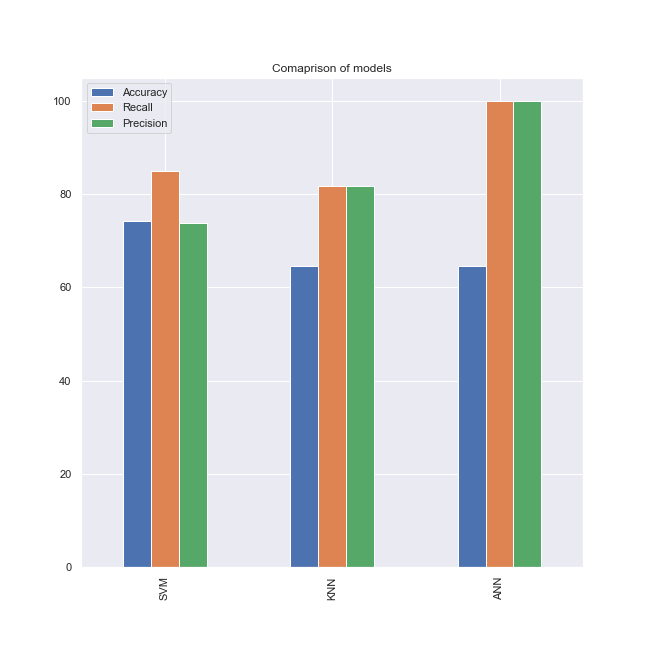 Comaprison of models
Accuracy
Recall
Precision
100
80
60
40
20
0
SVM
KNN
ANN